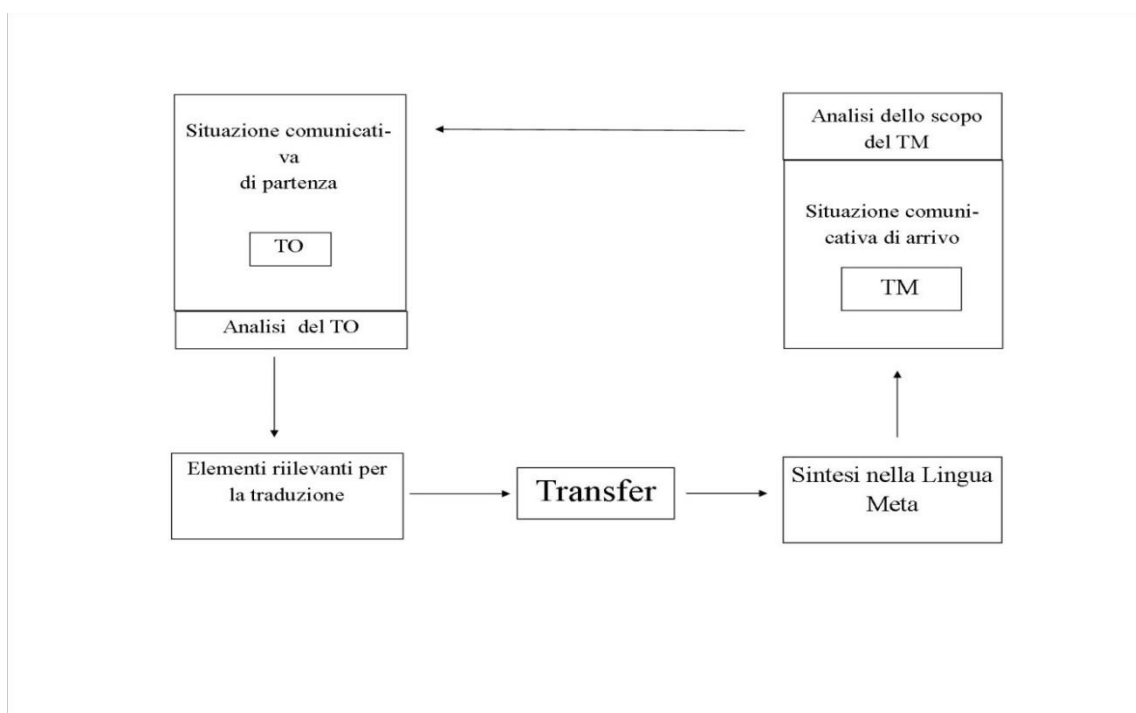 Situazione comunicati-
va
di partenza
TO
Analisi del TO
Analisi dello scopo
del TM
Situazione comuni-
cativa di arrivo
TM
Elementi riilevanti per
la traduzione
Transfer
Sintesi nella Lingua
Meta